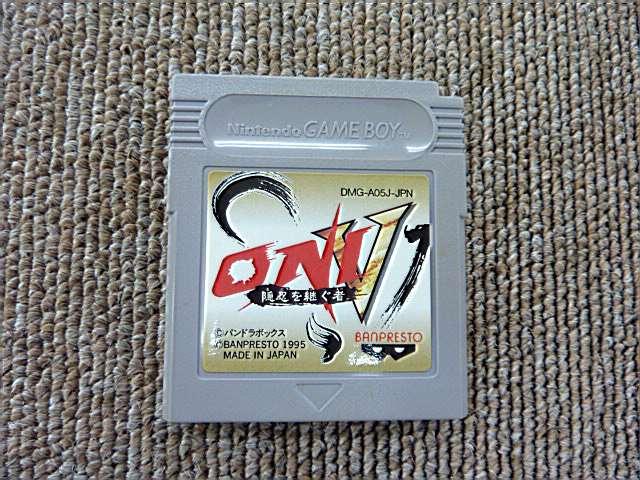 Nintendo GAME BOY TM
DMG-A05J-JPN
ONI V
隠忍を継ぐ者
©パンドラボックス
©BANPRESTO 1995
MADE IN JAPAN
BANPRESTO